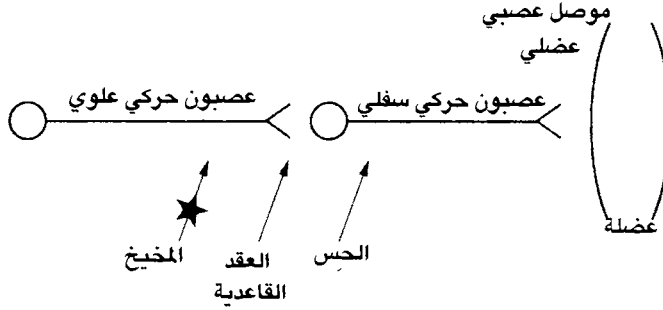 موصل عصبي
عضلي
عصبون حركي علوي
عصبون حركي سفلي
عضلة
الحس
العقد
القاعدية
المخيخ